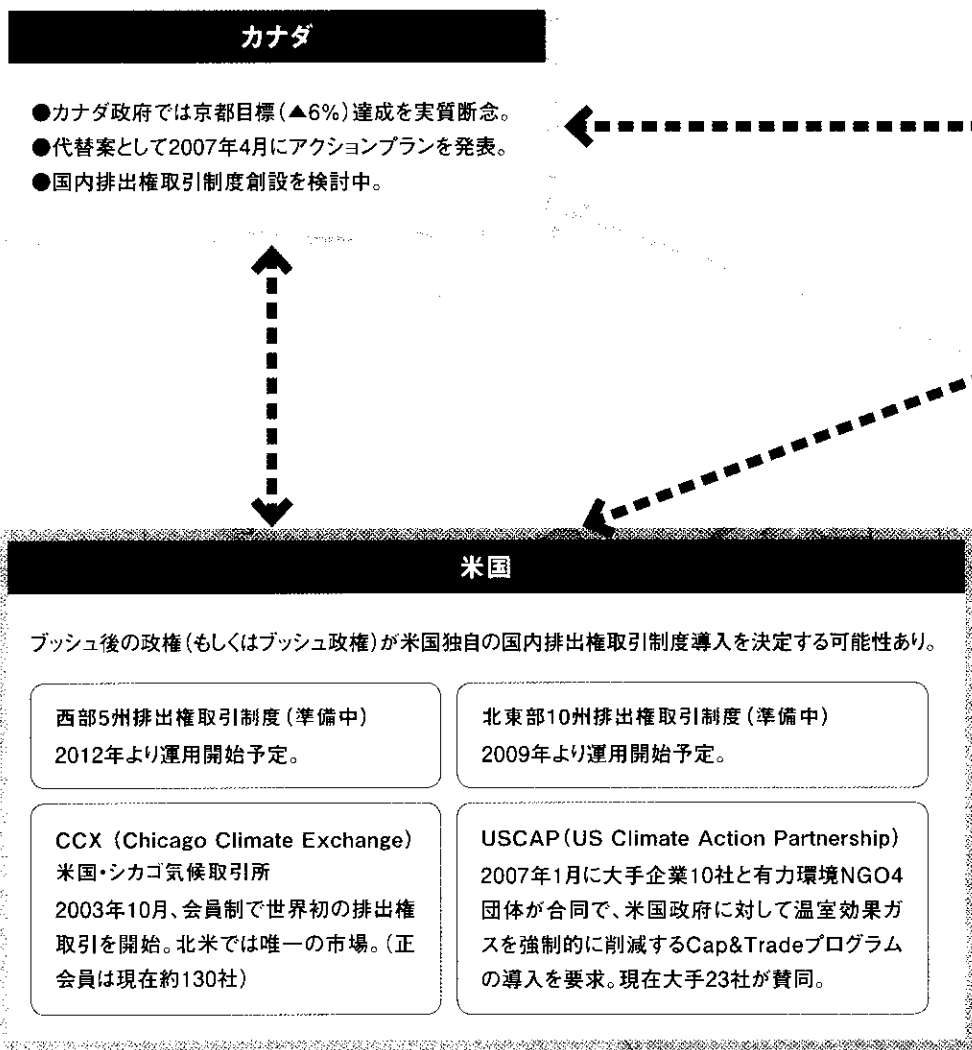 カナダ
●カナダ政府では京都目標(▲6%)達成を実質断念。
●代替案として2007年4月にアクションプランを発表。
●国内排出権取引制度創設を検討中。
米国
ブッシュ後の政権(もしくはブッシュ政権)が米国独自の国内排出権取引制度導入を決定する可能性あり。
西部5州排出権取引制度(準備中)
2012年より運用開始予定。
北東部10州排出権取引制度(準備中)
2009年より運用開始予定。
CCX (Chicago Climate Exchange)
米国・シカゴ気候取引所
2003年10月、会員制で世界初の排出権
取引を開始。北米では唯一の市場。(正
会員は現在約130社)
USCAP(US Climate Action Partnership)
2007年1月に大手企業10社と有力環境NGO4
団体が合同で、米国政府に対して温室効果ガ
スを強制的に削減するCap&Tradeプログラム
の導入を要求。現在大手23社が賛同。